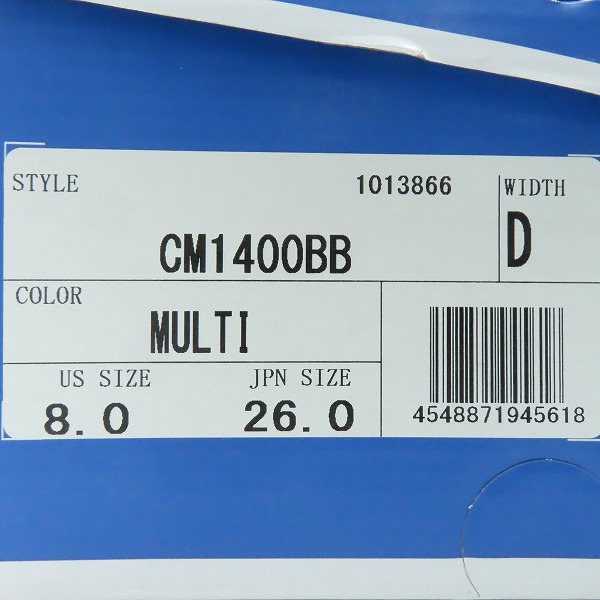 STYLE 1013866 WIDTH
CM1400BB D
COLOR
MULTI
US SIZE JPN SIZE
8.0 26.0
4548871945618